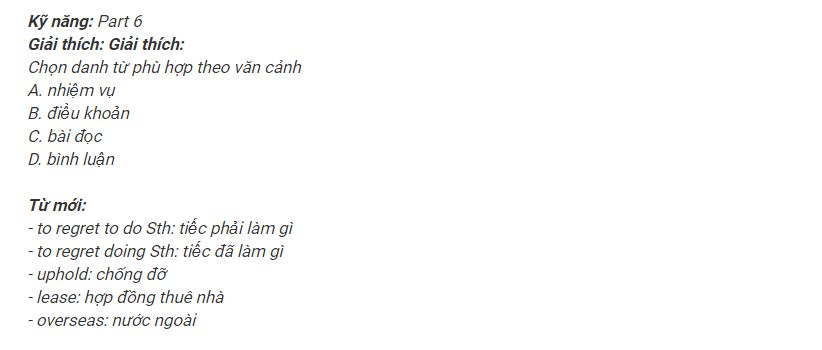 Kỹ năng: Part 6
Giải thích: Giải thích:
Chọn danh từ phù hợp theo văn cảnh
A. nhiệm vụ
B. điều khoản
C. bài đọc
D. bình luận
Từ mới:
- to regret to do Sth: tiếc phải làm gì
- to regret doing Sth: tiếc đã làm gì
- uphold: chống đỡ
- lease: hợp đồng thuê nhà
- overseas: nước ngoài